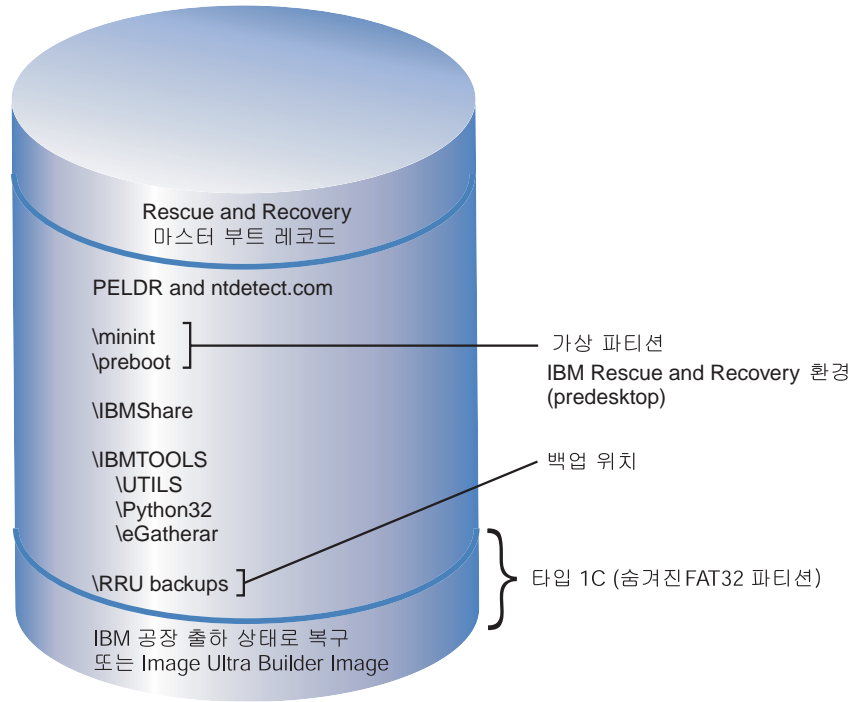 Rescue and Recovery
마스터 부트 레코드
PELDR and ntdetect.com
\minint
\preboot
가상 파티션
IBM Rescue and Recovery 환경
(predesktop)
\IBMShare
\IBMTOOLS
\UTILS
\Python32
\eGatherar
백업 위치
\RRU backups
타입 1C (숨겨진FAT32 파티션)
IBM 공장 출하 상태로 복구
또는 Image Ultra Builder Image